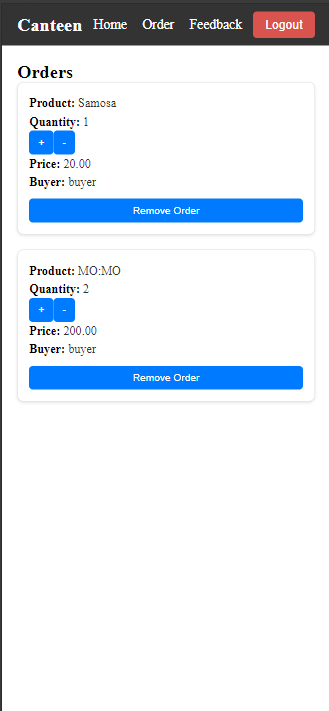 Canteen Home Order Feedback Logout
Orders
Product: Samosa
Quantity: 1
+ -
Price: 20.00
Buyer: buyer
Remove Order
Product: MO:MO
Quantity: 2
+ -
Price: 200.00
Buyer: buyer
Remove Order